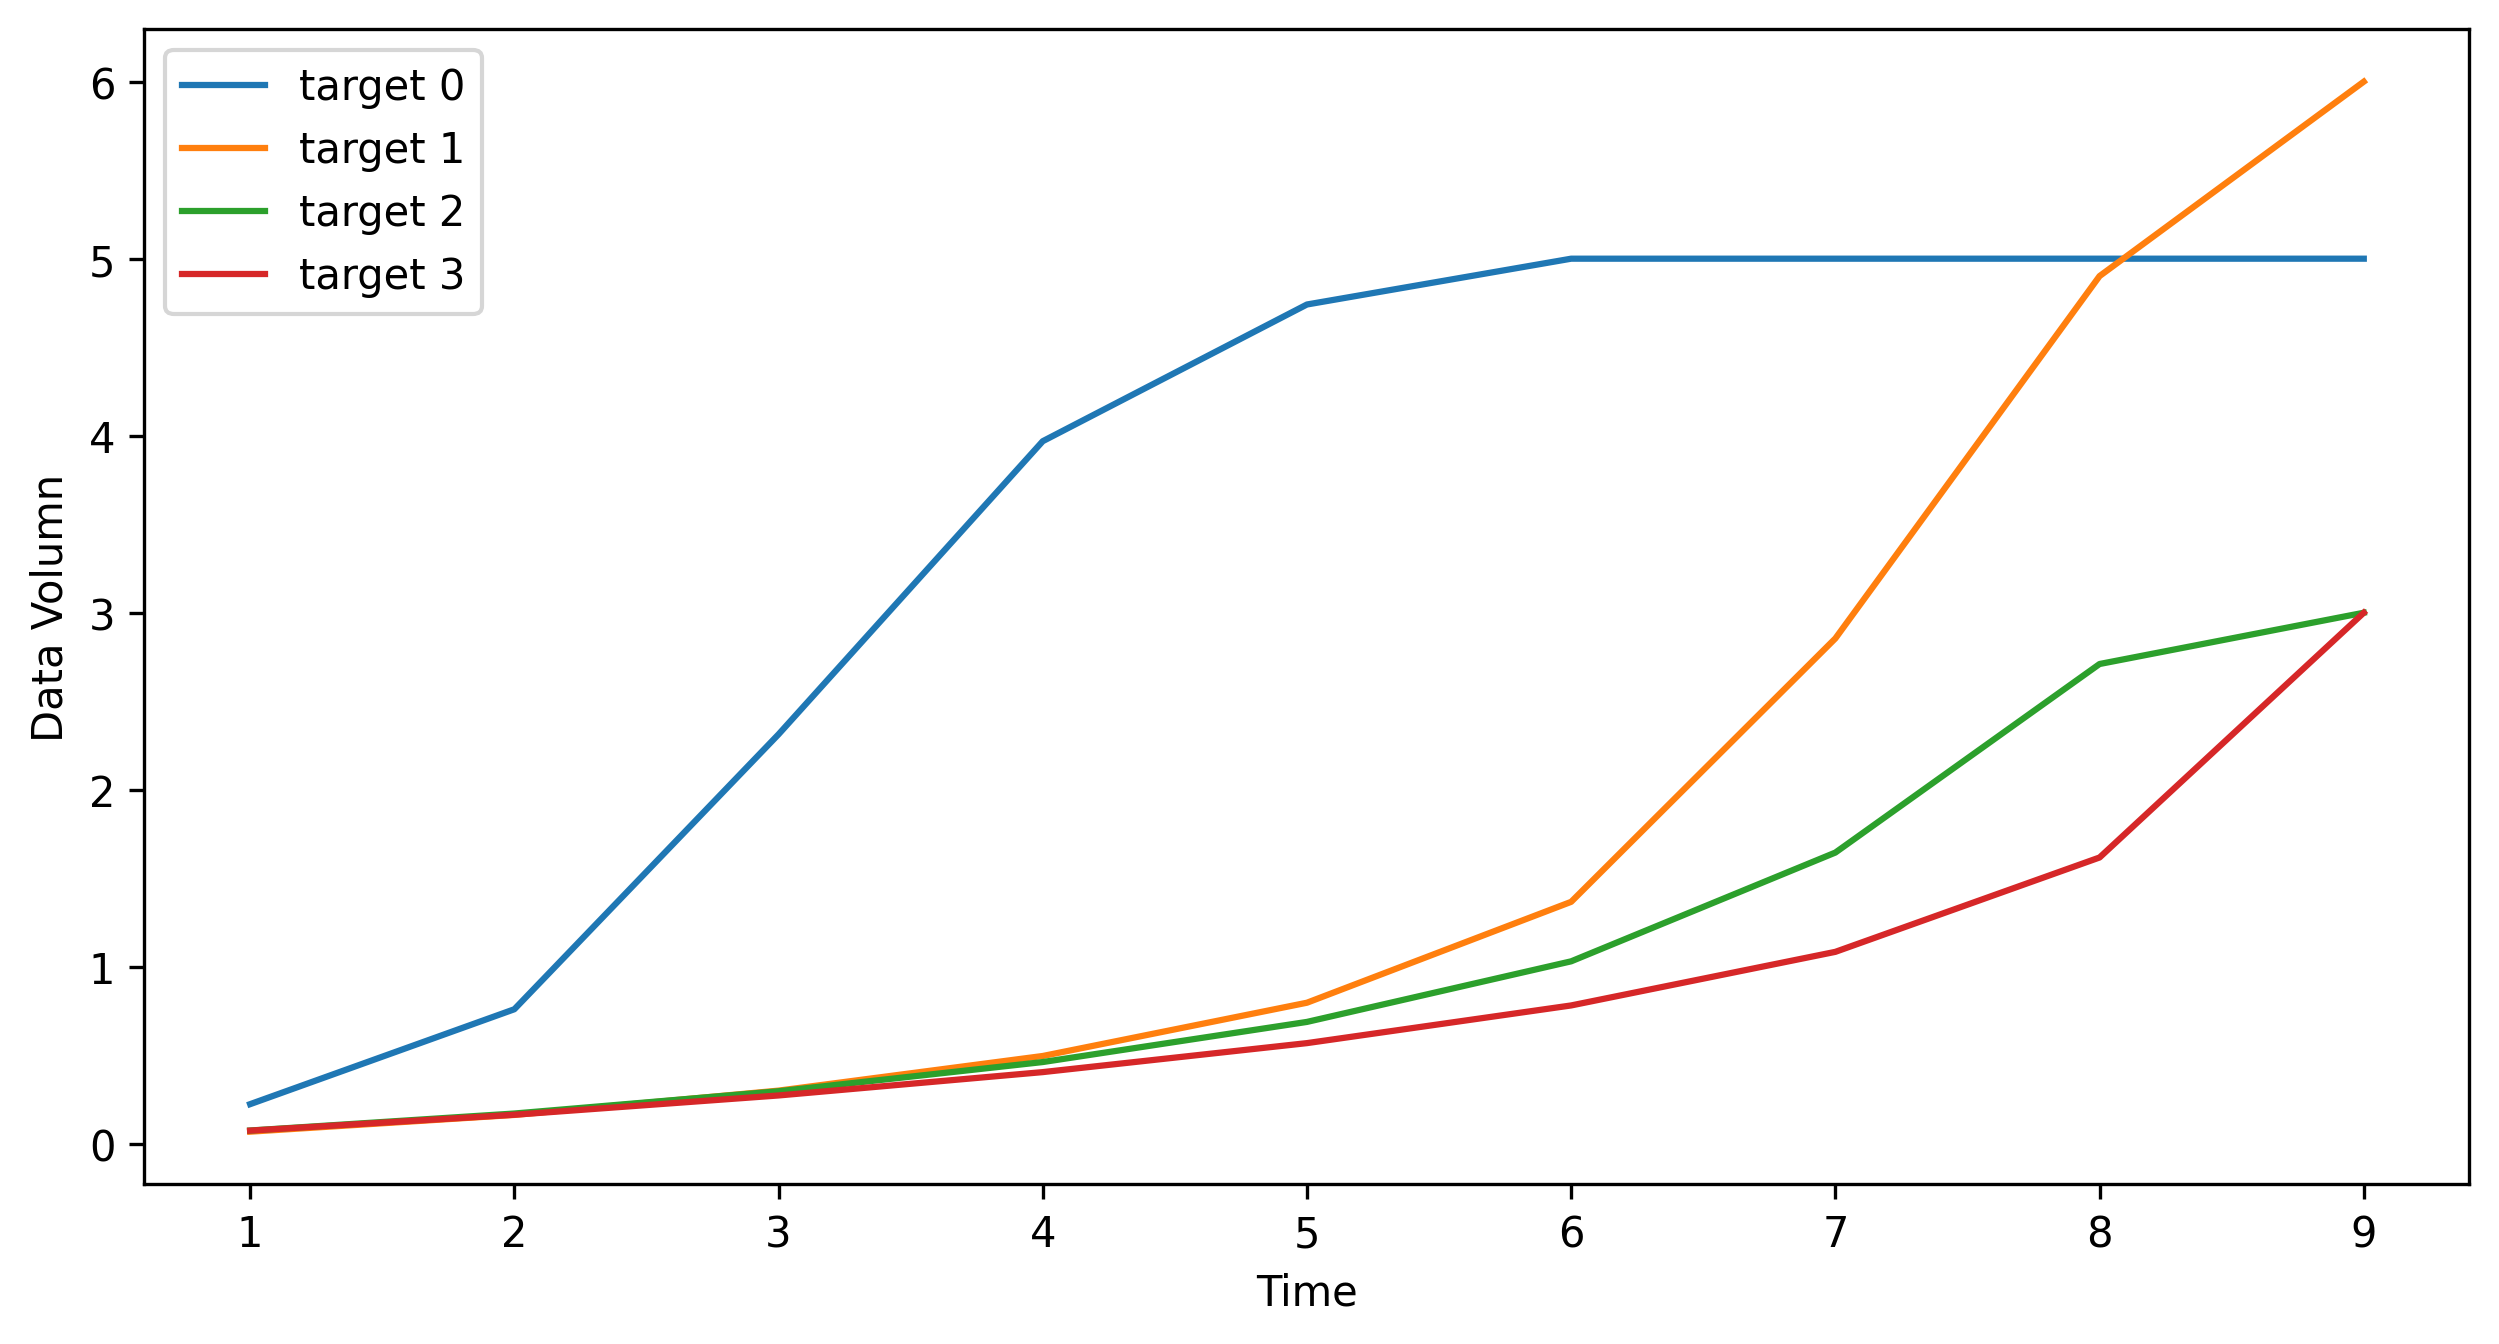 target 0
target 1
target 2
target 3
6
5
4
3
2
1
0
Data Volumn
1 2 3 4 5 6 7 8 9
Time